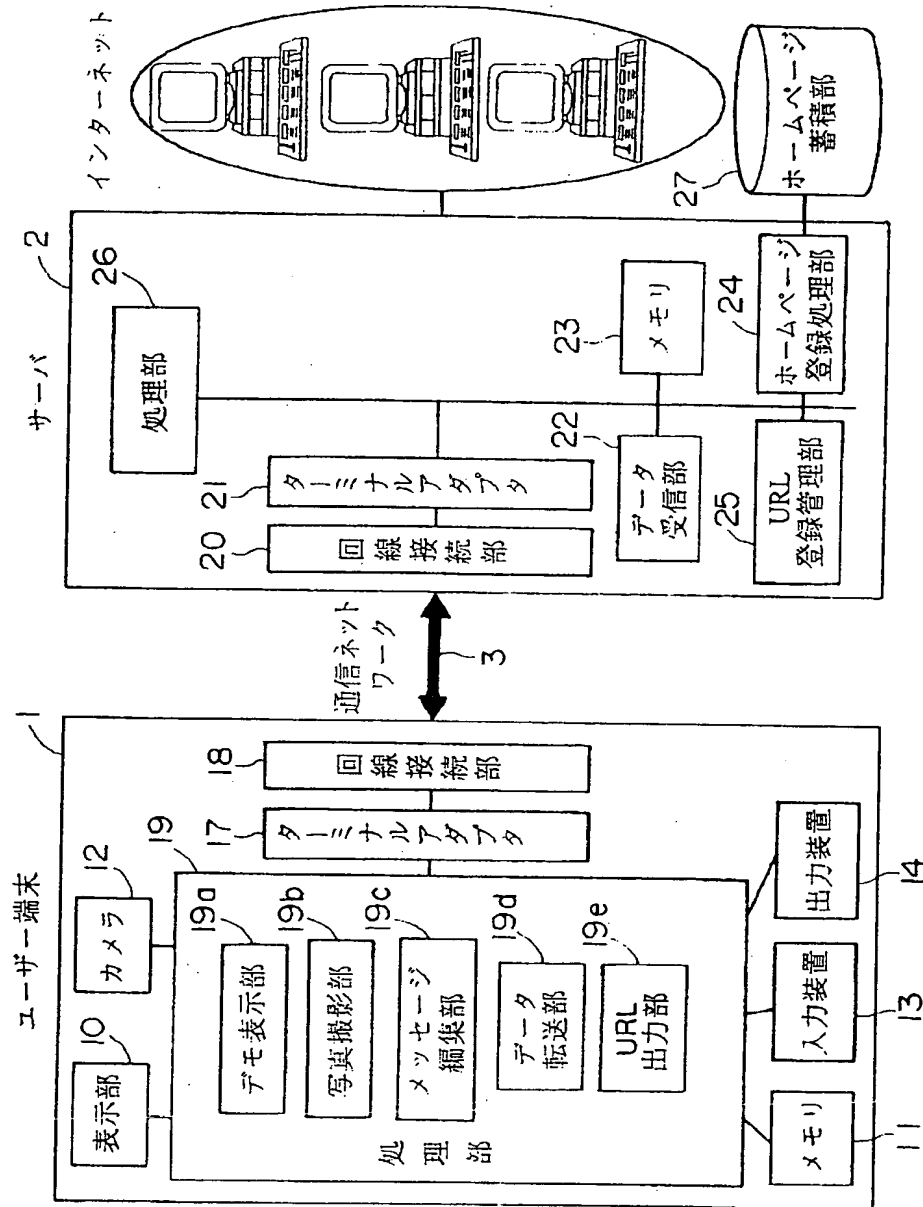 ユーザー端末
1
表示部
10
カメラ
12
19
デモ表示部
19a
写真撮影部
19b
メッセージ
編集部
19c
データ
転送部
19d
URL
出力部
19e
処理部
メモリ
11
入力装置
13
出力装置
14
ターミナルアダプタ
17
回線接続部
18
通信ネット
ワーク
3
サーバ
2
回線接続部
20
ターミナルアダプタ
21
処理部
26
データ
受信部
22
メモリ
23
URL
登録管理部
25
ホームページ
登録処理部
24
ホームページ
蓄積部
27
インターネット